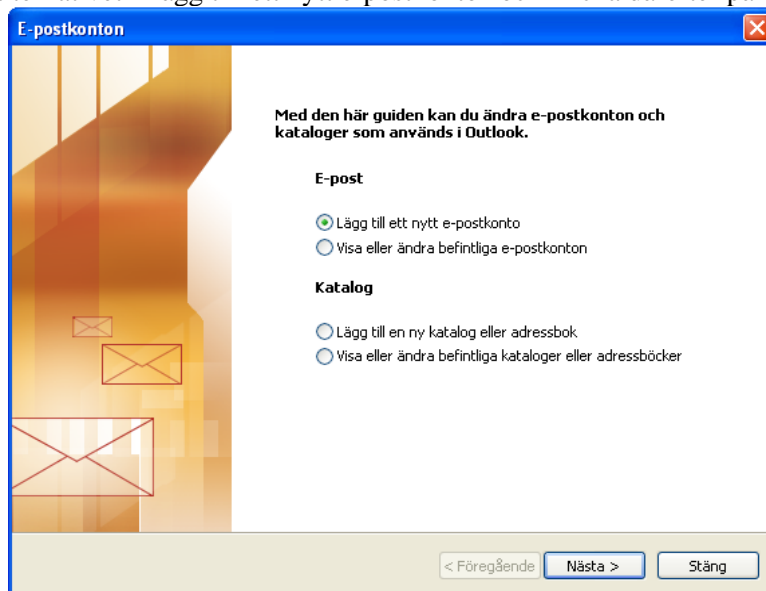 E-postkonton
Med den här guiden kan du ändra e-postkonton och
kataloger som används i Outlook.
E-post
Lägg till ett nytt e-postkonto
Visa eller ändra befintliga e-postkonton
Katalog
Lägg till en ny katalog eller adressbok
Visa eller ändra befintliga kataloger eller adressböcker
< Föregående
Nästa >
Stäng